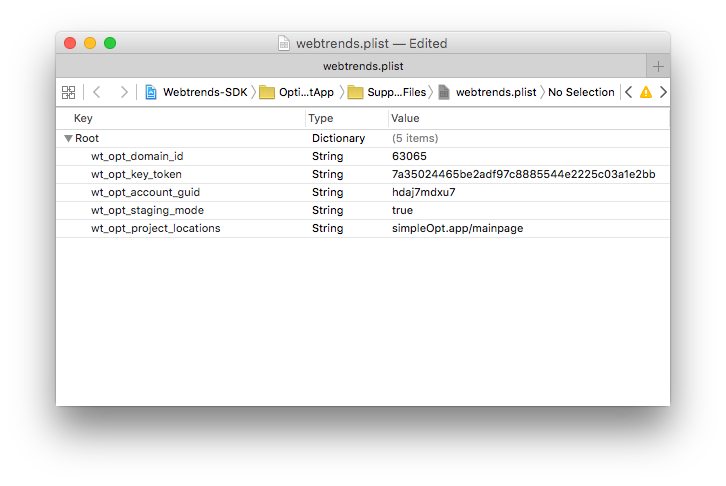 webtrends.plist — Edited
webtrends.plist
Webtrends-SDK Opti...tApp Supp...Files webtrends.plist No Selection
Key Type Value
Root Dictionary (5 items)
wt_opt_domain_id String 63065
wt_opt_key_token String 7a35024465be2adf97c8885544e2225c03a1e2bb
wt_opt_account_guid String hdaj7mdxu7
wt_opt_staging_mode String true
wt_opt_project_locations String simpleOpt.app/mainpage